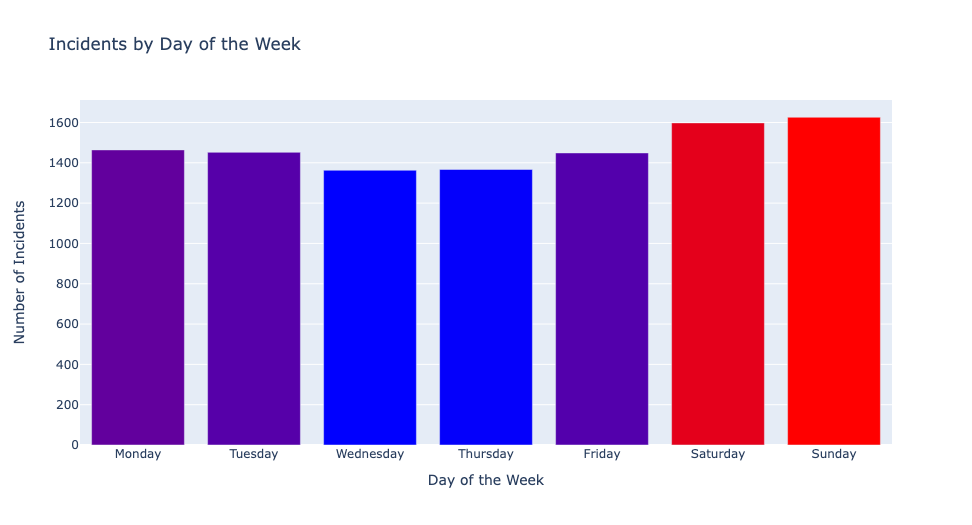 Incidents by Day of the Week
1600
1400
1200
1000
800
600
400
200
0
Number of Incidents
Monday Tuesday Wednesday Thursday Friday Saturday Sunday
Day of the Week